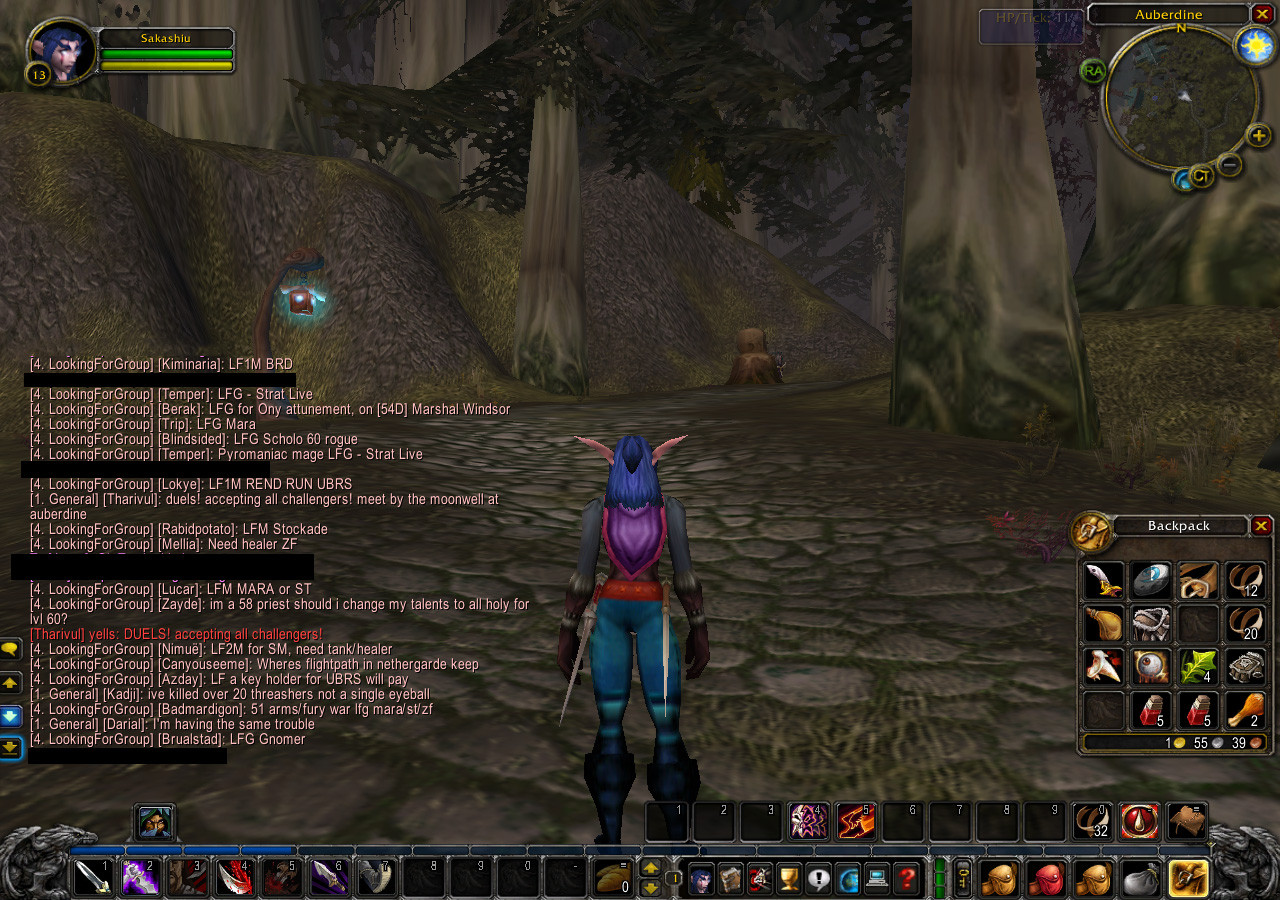 Sakashiu
13
HP/Tick: 11
Auberdine
N
RA
CT
[4. LookingForGroup] [Kiminaria]: LF1M BRD
[4. LookingForGroup] [Temper]: LFG - Strat Live
[4. LookingForGroup] [Berak]: LFG for Ony attunement, on [54D] Marshal Windsor
[4. LookingForGroup] [Trip]: LFG Mara
[4. LookingForGroup] [Blindsided]: LFG Scholo 60 rogue
[4. LookingForGroup] [Temper]: Pyromaniac mage LFG - Strat Live
[4. LookingForGroup] [Lokye]: LF1M REND RUN UBRS
[1. General] [Tharivul]: duels! accepting all challengers! meet by the moonwell at
auberdine
[4. LookingForGroup] [Rabidpotato]: LFM Stockade
[4. LookingForGroup] [Mellia]: Need healer ZF
[4. LookingForGroup] [Lucar]: LFM MARA or ST
[4. LookingForGroup] [Zayde]: im a 58 priest should i change my talents to all holy for
lvl 60?
[Tharivul] yells: DUELS! accepting all challengers!
[4. LookingForGroup] [Nimuë]: LF2M for SM, need tank/healer
[4. LookingForGroup] [Canyouseeme]: Wheres flightpath in nethergarde keep
[4. LookingForGroup] [Azday]: LF a key holder for UBRS will pay
[1. General] [Kadji]: ive killed over 20 threashers not a single eyeball
[4. LookingForGroup] [Badmardigon]: 51 arms/fury war lfg mara/st/zf
[1. General] [Darial]: I'm having the same trouble
[4. LookingForGroup] [Brualstad]: LFG Gnomer
Backpack
12
20
4
5 5 2
1 55 39
1 2 3 4 5 6 7 8 9 0 = =
32
1 2 3 4 5 6 7 8 9 0 - =
0
1